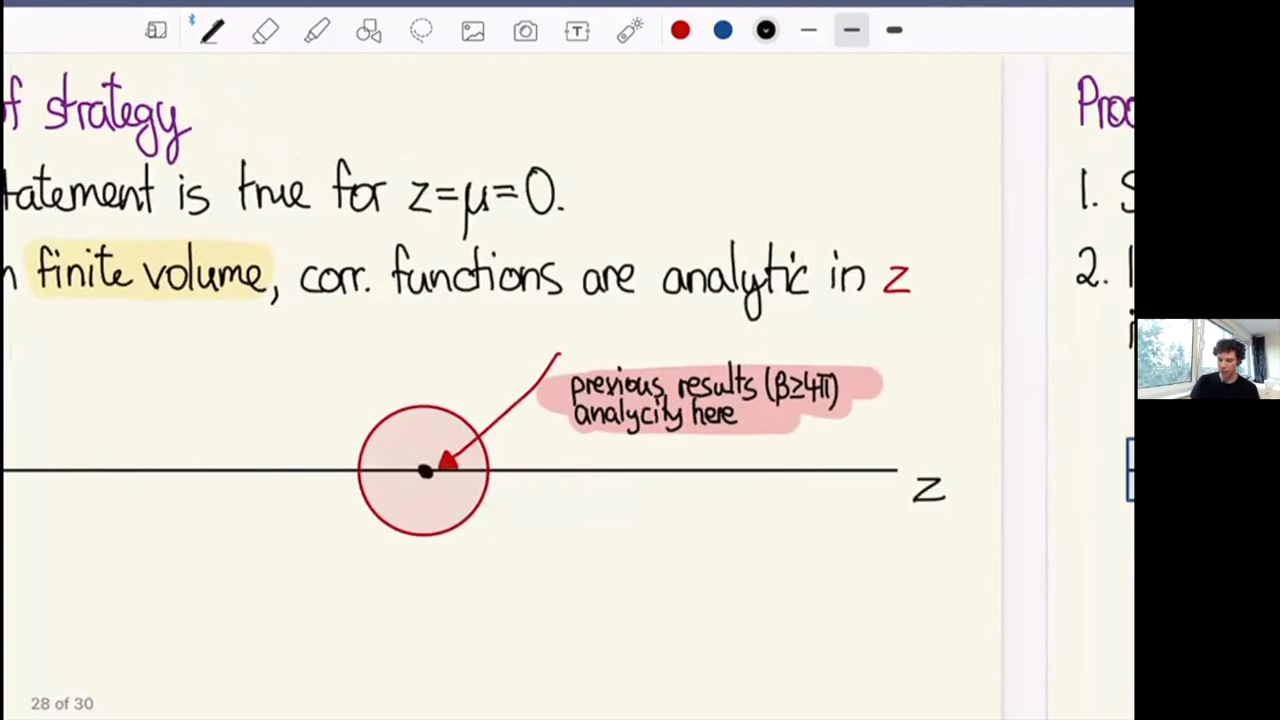 f strategy
tatement is true for z=μ=0.
n finite volume, corr. functions are analytic in z
previous results (β≥4π)
analycity here
z
28 of 30
Proo
1. S
2. I
i
T